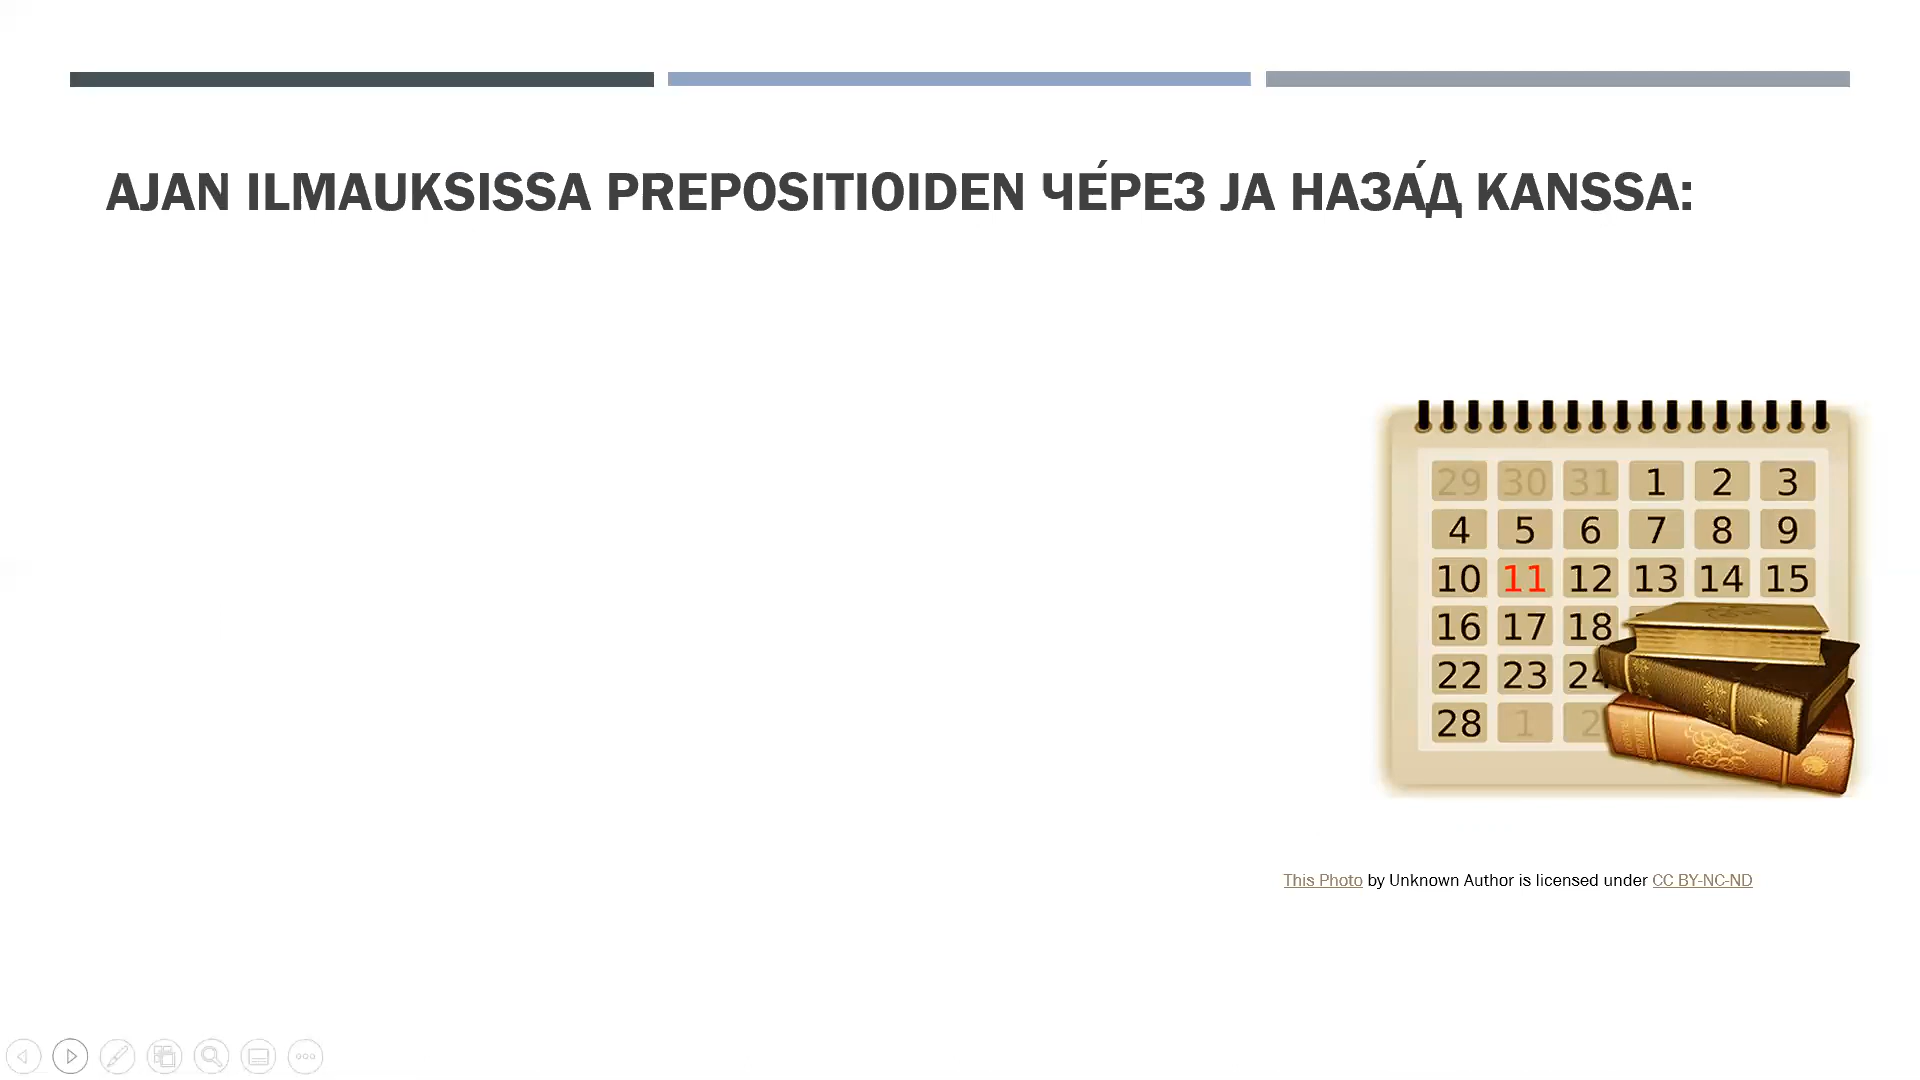 AJAN ILMAUKSISSA PREPOSITIOIDEN ЧЕ́РЕЗ JA НАЗА́Д KANSSA:
29 30 31 1 2 3
4 5 6 7 8 9
10 11 12 13 14 15
16 17 18
22 23 24
28 1 2
This Photo by Unknown Author is licensed under CC BY-NC-ND